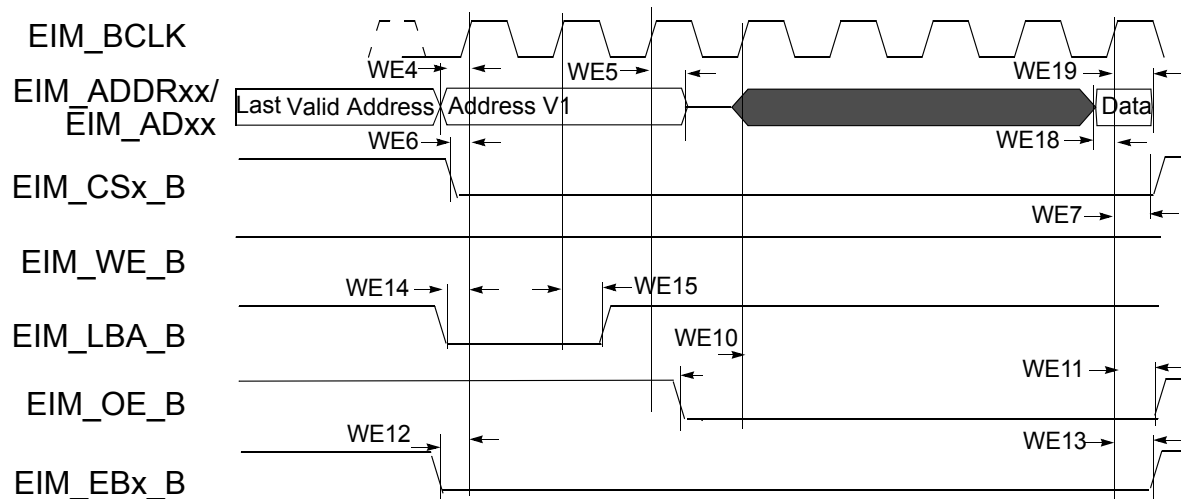 EIM_BCLK
WE4
WE5
WE19
EIM_ADDRxx/
EIM_ADxx
Last Valid Address
Address V1
Data
WE6
WE18
EIM_CSx_B
WE7
EIM_WE_B
WE14
WE15
EIM_LBA_B
WE10
WE11
EIM_OE_B
WE12
WE13
EIM_EBx_B